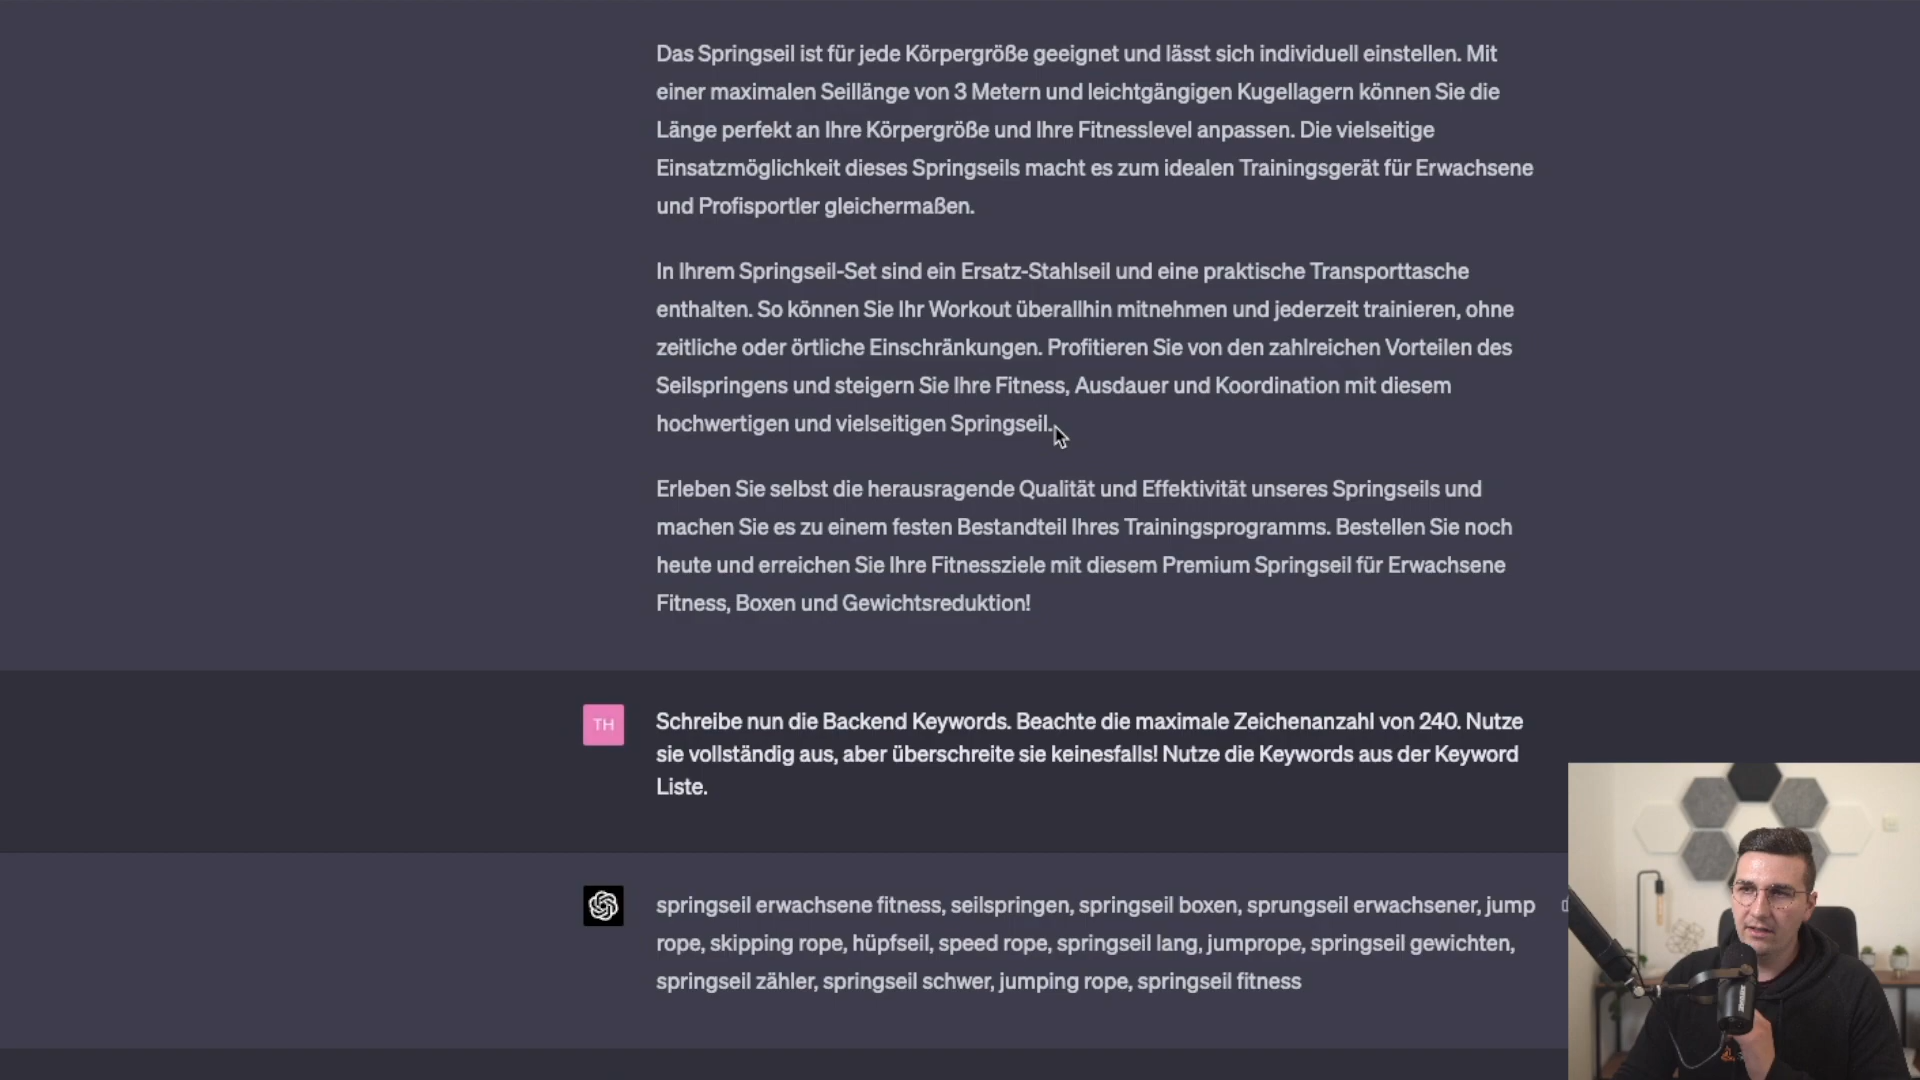 Das Springseil ist für jede Körpergröße geeignet und lässt sich individuell einstellen. Mit
einer maximalen Seillänge von 3 Metern und leichtgängigen Kugellagern können Sie die
Länge perfekt an Ihre Körpergröße und Ihre Fitnesslevel anpassen. Die vielseitige
Einsatzmöglichkeit dieses Springseils macht es zum idealen Trainingsgerät für Erwachsene
und Profisportler gleichermaßen.
In Ihrem Springseil-Set sind ein Ersatz-Stahlseil und eine praktische Transporttasche
enthalten. So können Sie Ihr Workout überallhin mitnehmen und jederzeit trainieren, ohne
zeitliche oder örtliche Einschränkungen. Profitieren Sie von den zahlreichen Vorteilen des
Seilspringens und steigern Sie Ihre Fitness, Ausdauer und Koordination mit diesem
hochwertigen und vielseitigen Springseil.
Erleben Sie selbst die herausragende Qualität und Effektivität unseres Springseils und
machen Sie es zu einem festen Bestandteil Ihres Trainingsprogramms. Bestellen Sie noch
heute und erreichen Sie Ihre Fitnessziele mit diesem Premium Springseil für Erwachsene
Fitness, Boxen und Gewichtsreduktion!
TH
Schreibe nun die Backend Keywords. Beachte die maximale Zeichenanzahl von 240. Nutze
sie vollständig aus, aber überschreite sie keinesfalls! Nutze die Keywords aus der Keyword
Liste.
springseil erwachsene fitness, seilspringen, springseil boxen, sprungseil erwachsener, jump
rope, skipping rope, hüpfseil, speed rope, springseil lang, jumprope, springseil gewichten,
springseil zähler, springseil schwer, jumping rope, springseil fitness